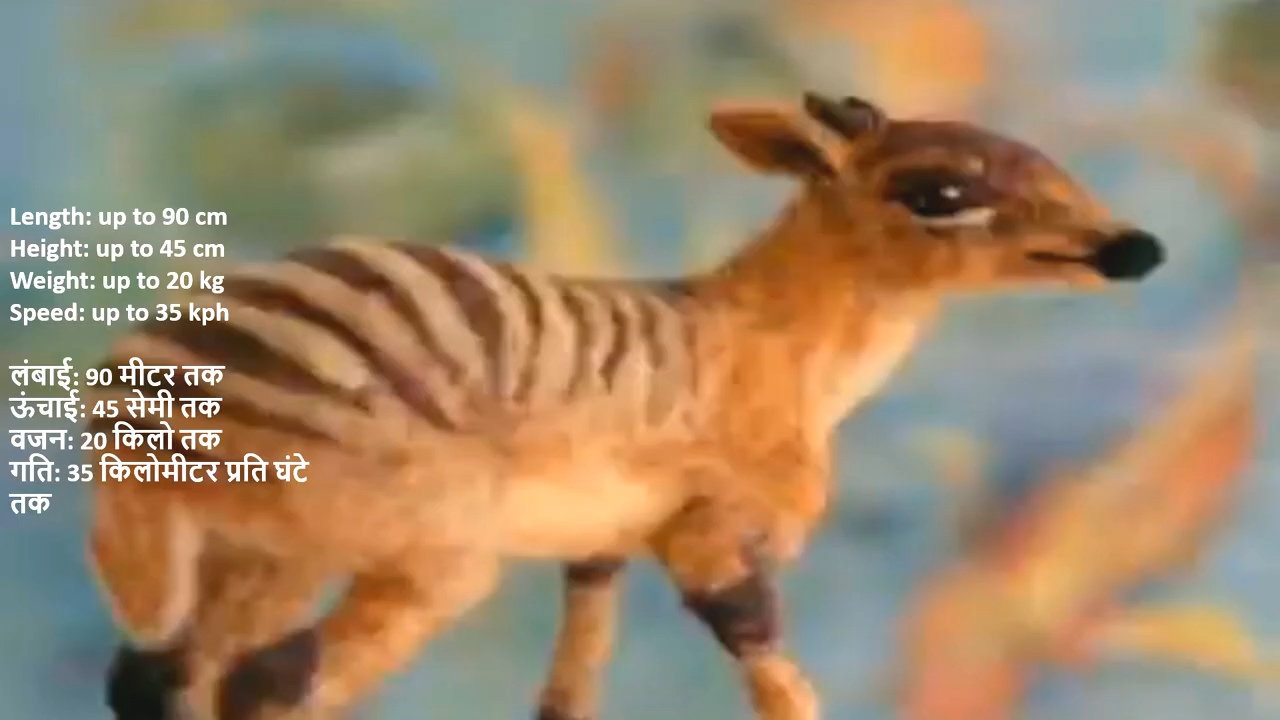 Length: up to 90 cm
Height: up to 45 cm
Weight: up to 20 kg
Speed: up to 35 kph
लंबाई: 90 मीटर तक
ऊंचाई: 45 सेमी तक
वजन: 20 किलो तक
गति: 35 किलोमीटर प्रति घंटे
तक